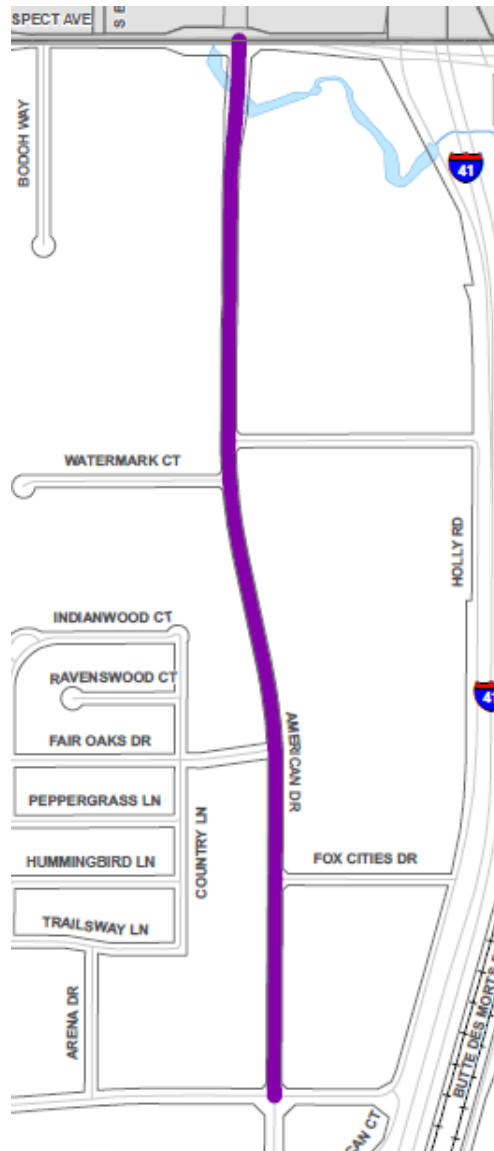 SPECT AVE
S B
BODOH WAY
41
WATERMARK CT
HOLLY RD
INDIANWOOD CT
RAVENSWOOD CT
41
FAIR OAKS DR
AMERICAN DR
PEPPERGRASS LN
COUNTRY LN
HUMMINGBIRD LN
FOX CITIES DR
TRAILSWAY LN
ARENA DR
BUTTE DES MORTS
CAN CT